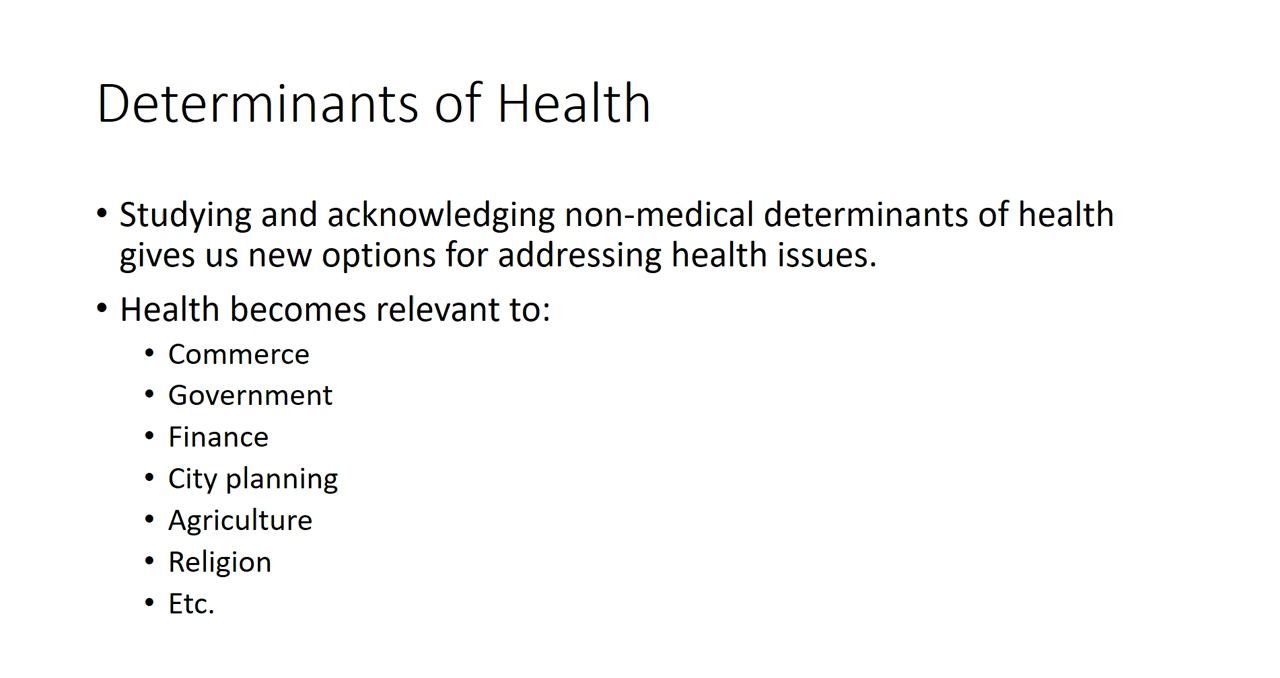 Determinants of Health
• Studying and acknowledging non-medical determinants of health
gives us new options for addressing health issues.
• Health becomes relevant to:
• Commerce
• Government
• Finance
• City planning
• Agriculture
• Religion
• Etc.